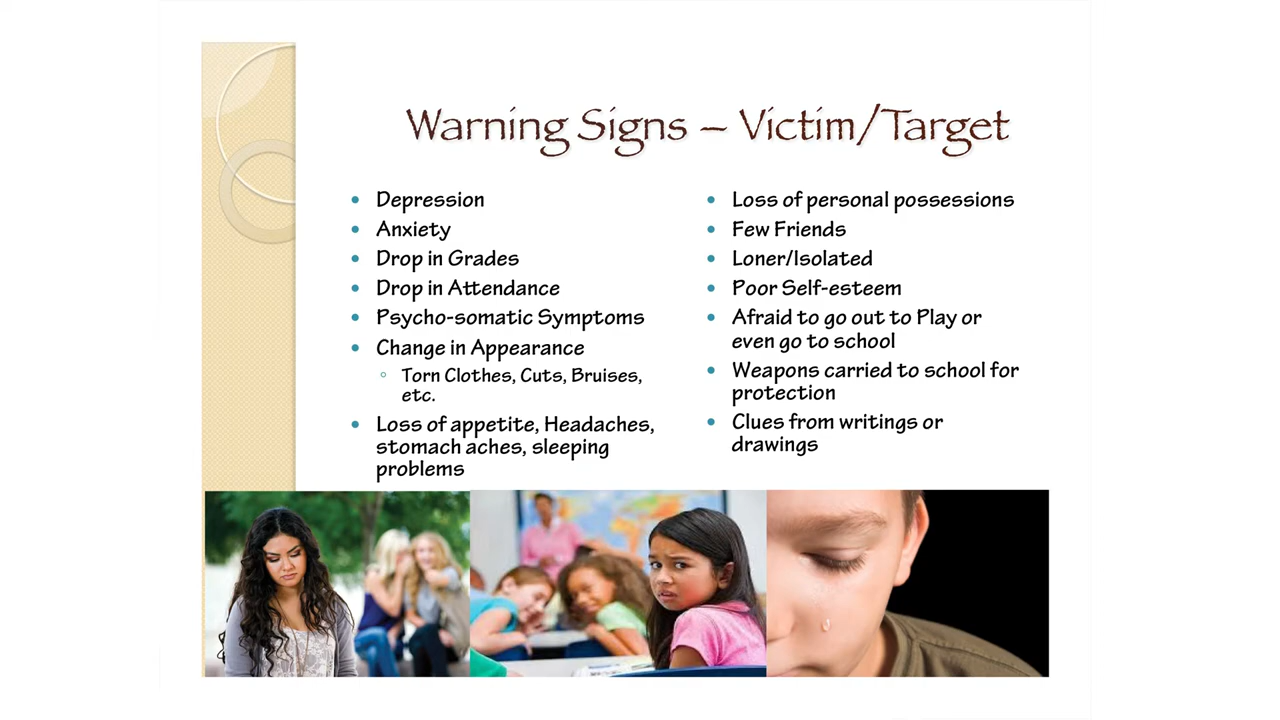 Warning Signs – Victim/Target
Depression
Anxiety
Drop in Grades
Drop in Attendance
Psycho-somatic Symptoms
Change in Appearance
Torn Clothes, Cuts, Bruises,
etc.
Loss of appetite, Headaches,
stomach aches, sleeping
problems
Loss of personal possessions
Few Friends
Loner/Isolated
Poor Self-esteem
Afraid to go out to Play or
even go to school
Weapons carried to school for
protection
Clues from writings or
drawings